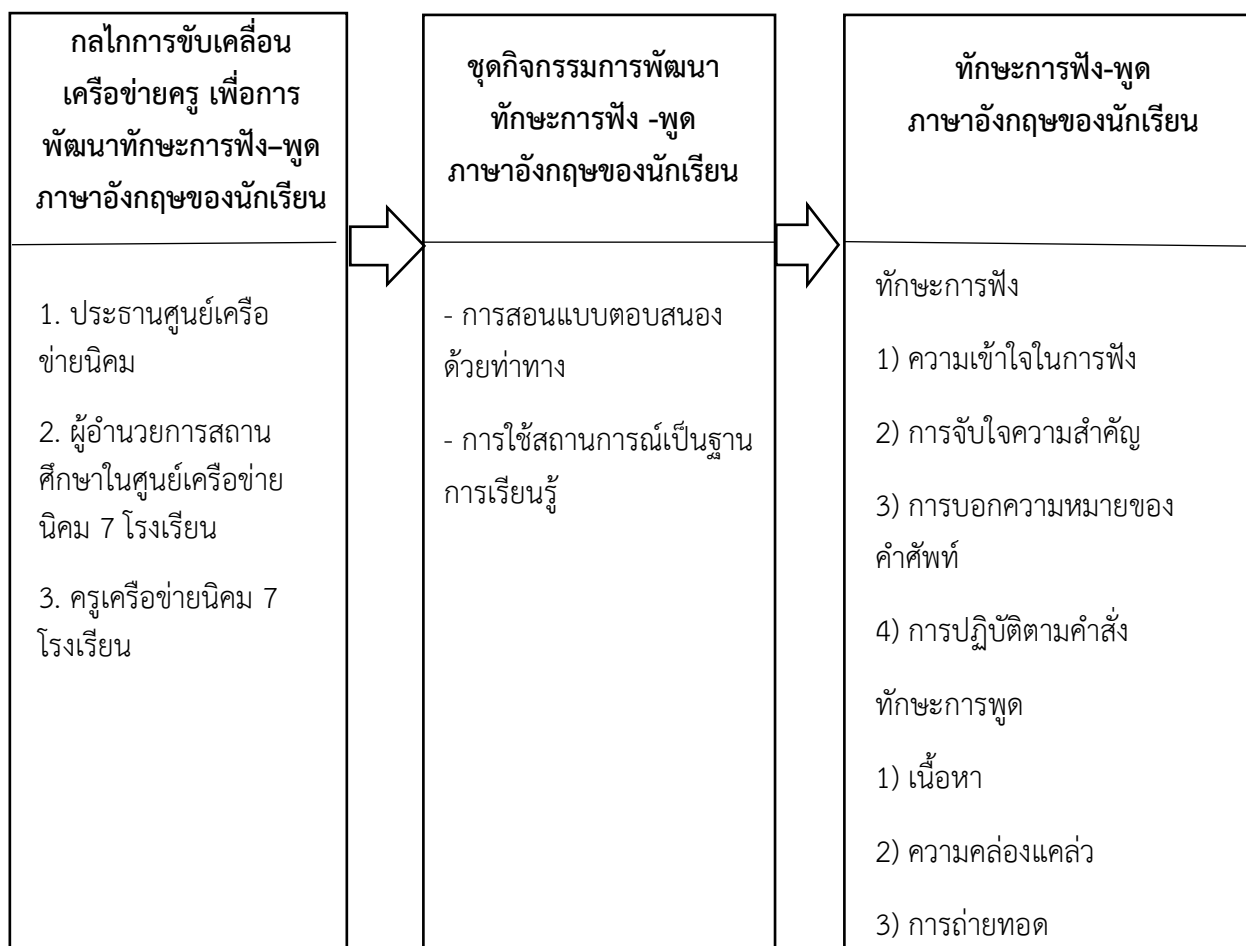 กลไกการขับเคลื่อน
เครือข่ายครู เพื่อการ
พัฒนาทักษะการฟัง–พูด
ภาษาอังกฤษของนักเรียน
1. ประธานศูนย์เครือ
ข่ายนิคม
2. ผู้อำนวยการสถาน
ศึกษาในศูนย์เครือข่าย
นิคม 7 โรงเรียน
3. ครูเครือข่ายนิคม 7
โรงเรียน
ชุดกิจกรรมการพัฒนา
ทักษะการฟัง -พูด
ภาษาอังกฤษของนักเรียน
- การสอนแบบตอบสนอง
ด้วยท่าทาง
- การใช้สถานการณ์เป็นฐาน
การเรียนรู้
ทักษะการฟัง-พูด
ภาษาอังกฤษของนักเรียน
ทักษะการฟัง
1) ความเข้าใจในการฟัง
2) การจับใจความสำคัญ
3) การบอกความหมายของ
คำศัพท์
4) การปฏิบัติตามคำสั่ง
ทักษะการพูด
1) เนื้อหา
2) ความคล่องแคล่ว
3) การถ่ายทอด